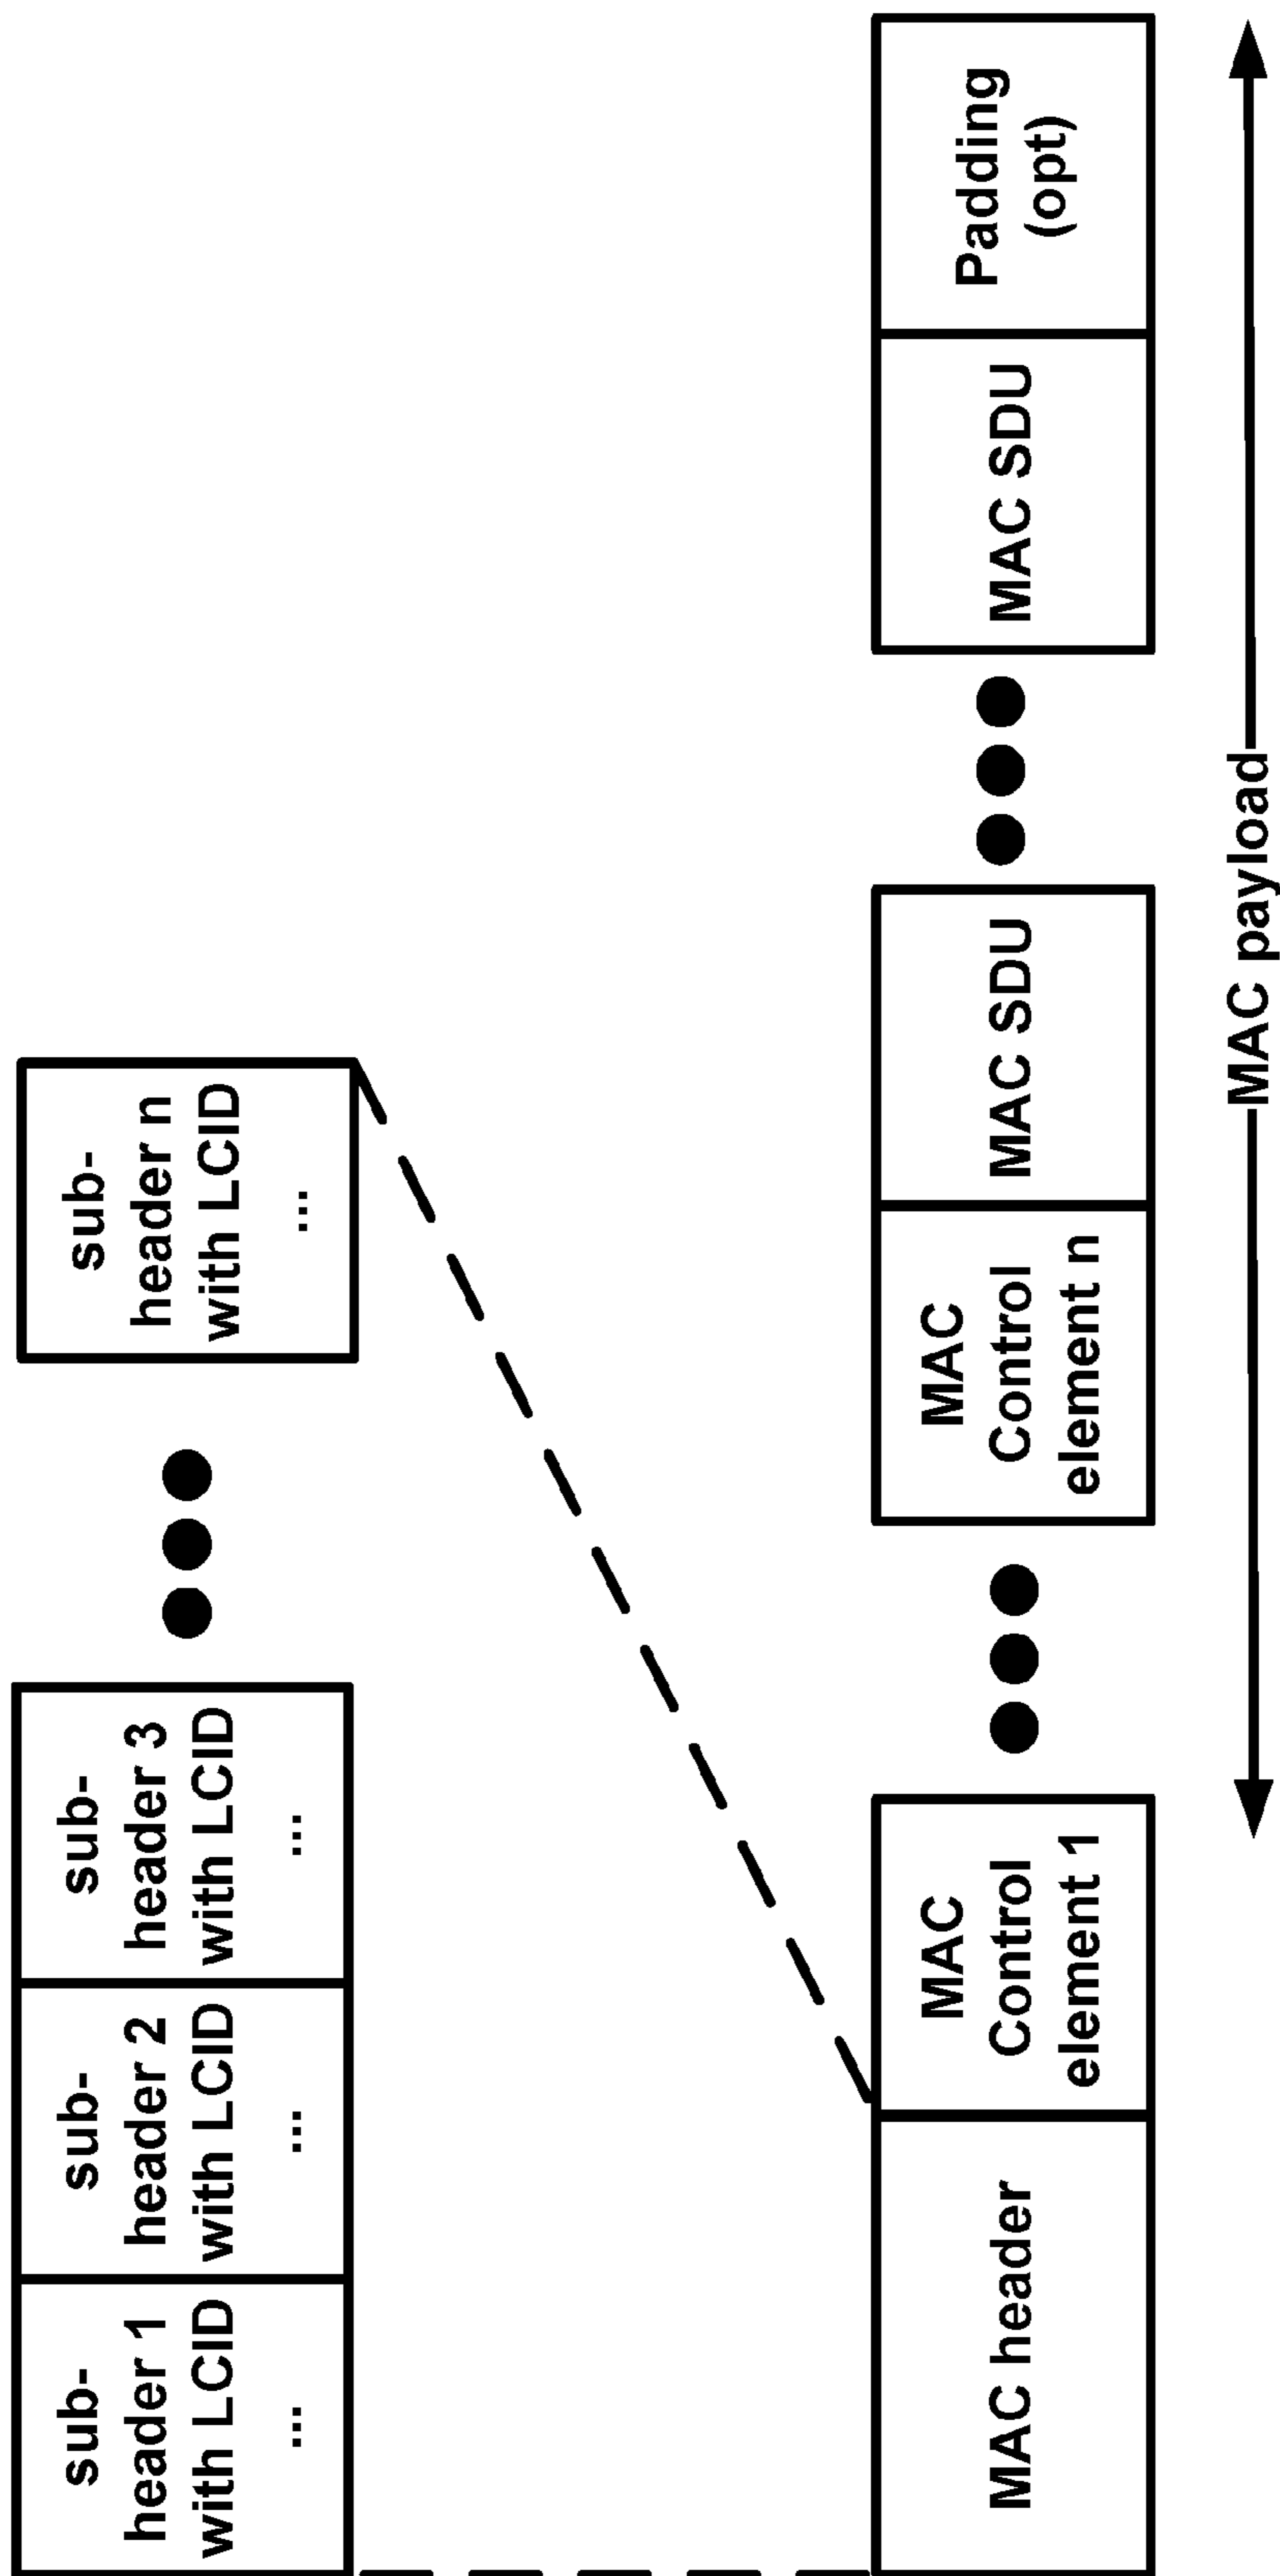 sub-
header 1
with LCID
...
sub-
header 2
with LCID
...
sub-
header 3
with LCID
...
sub-
header n
with LCID
...
MAC header
MAC
Control
element 1
MAC
Control
element n
MAC SDU
MAC SDU
Padding
(opt)
MAC payload